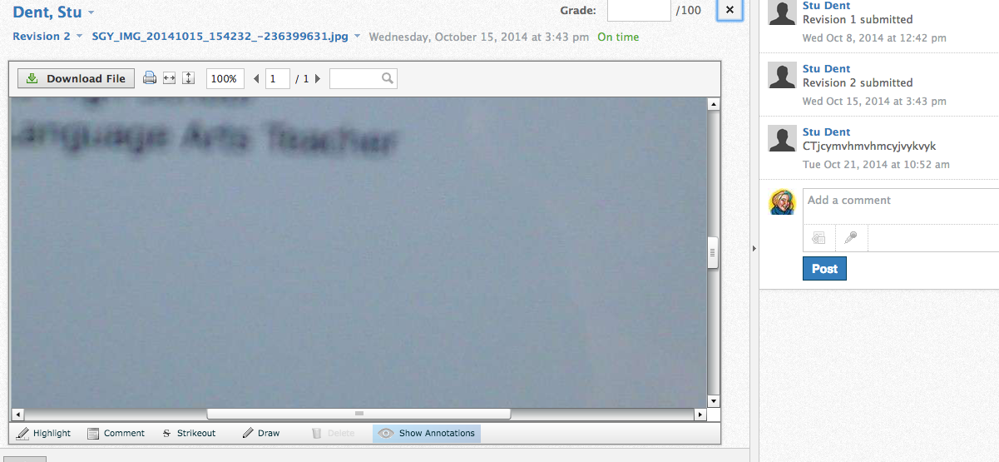 Dent, Stu
Grade: /100
Revision 2 SGY_IMG_20141015_154232_-236399631.jpg Wednesday, October 15, 2014 at 3:43 pm On time
Download File 100% 1 / 1
Language Arts Teacher
Highlight Comment Strikeout Draw Delete Show Annotations
Stu Dent
Revision 1 submitted
Wed Oct 8, 2014 at 12:42 pm
Stu Dent
Revision 2 submitted
Wed Oct 15, 2014 at 3:43 pm
Stu Dent
CTjcymvhmvhmcyjvykvyk
Tue Oct 21, 2014 at 10:52 am
Add a comment
Post